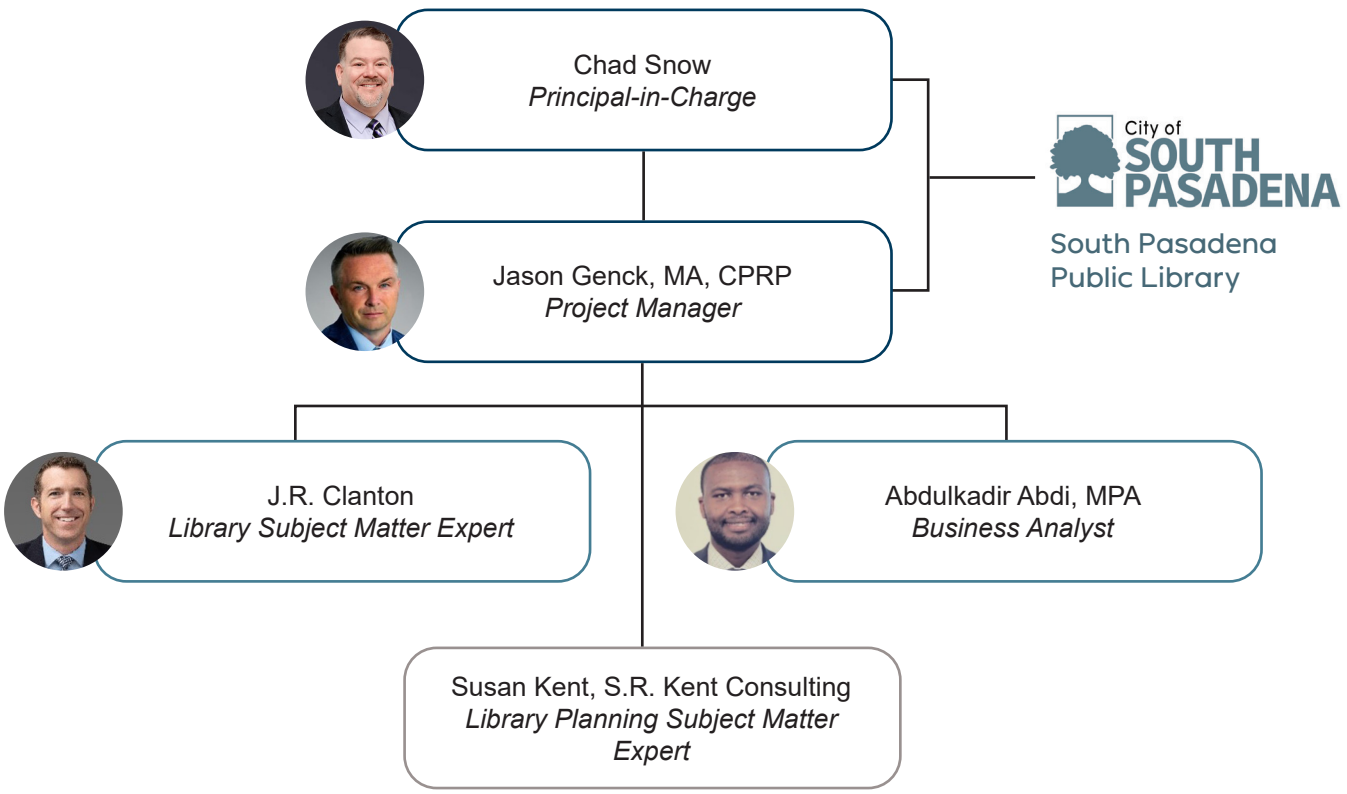 Chad Snow
Principal-in-Charge
City of
SOUTH
PASADENA
South Pasadena
Public Library
Jason Genck, MA, CPRP
Project Manager
J.R. Clanton
Library Subject Matter Expert
Abdulkadir Abdi, MPA
Business Analyst
Susan Kent, S.R. Kent Consulting
Library Planning Subject Matter
Expert